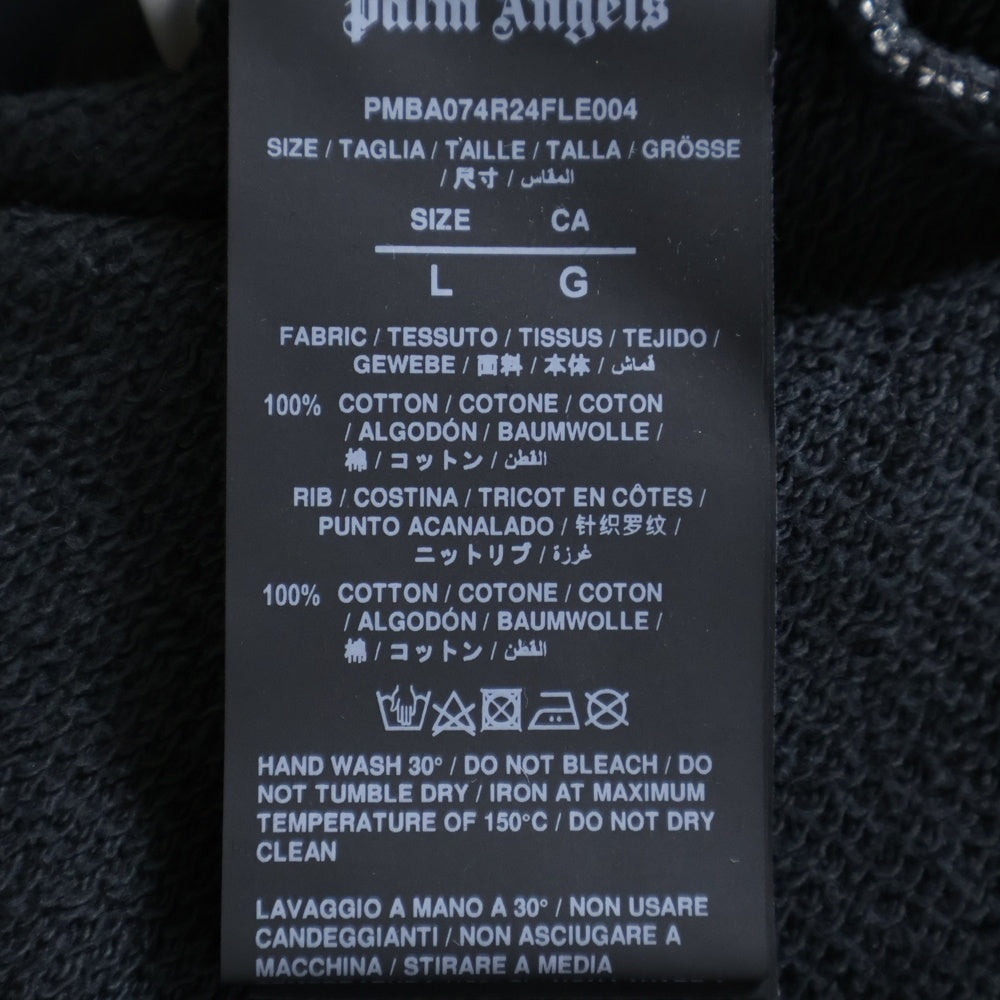 Palm Angels
PMBA074R24FLE004
SIZE / TAGLIA / TAILLE / TALLA / GRÖSSE
/ 尺寸 / المقاس
SIZE CA
L G
FABRIC / TESSUTO / TISSUS / TEJIDO /
GEWEBE / 面料 / 本体 / قماش
100% COTTON / COTONE / COTON
/ ALGODÓN / BAUMWOLLE /
棉 / コットン / القطن
RIB / COSTINA / TRICOT EN CÔTES /
PUNTO ACANALADO / 针织罗纹 /
ニットリブ / غرزة
100% COTTON / COTONE / COTON
/ ALGODÓN / BAUMWOLLE /
棉 / コットン / القطن
HAND WASH 30° / DO NOT BLEACH / DO
NOT TUMBLE DRY / IRON AT MAXIMUM
TEMPERATURE OF 150°C / DO NOT DRY
CLEAN
LAVAGGIO A MANO A 30° / NON USARE
CANDEGGIANTI / NON ASCIUGARE A
MACCHINA / STIRARE A MEDIA